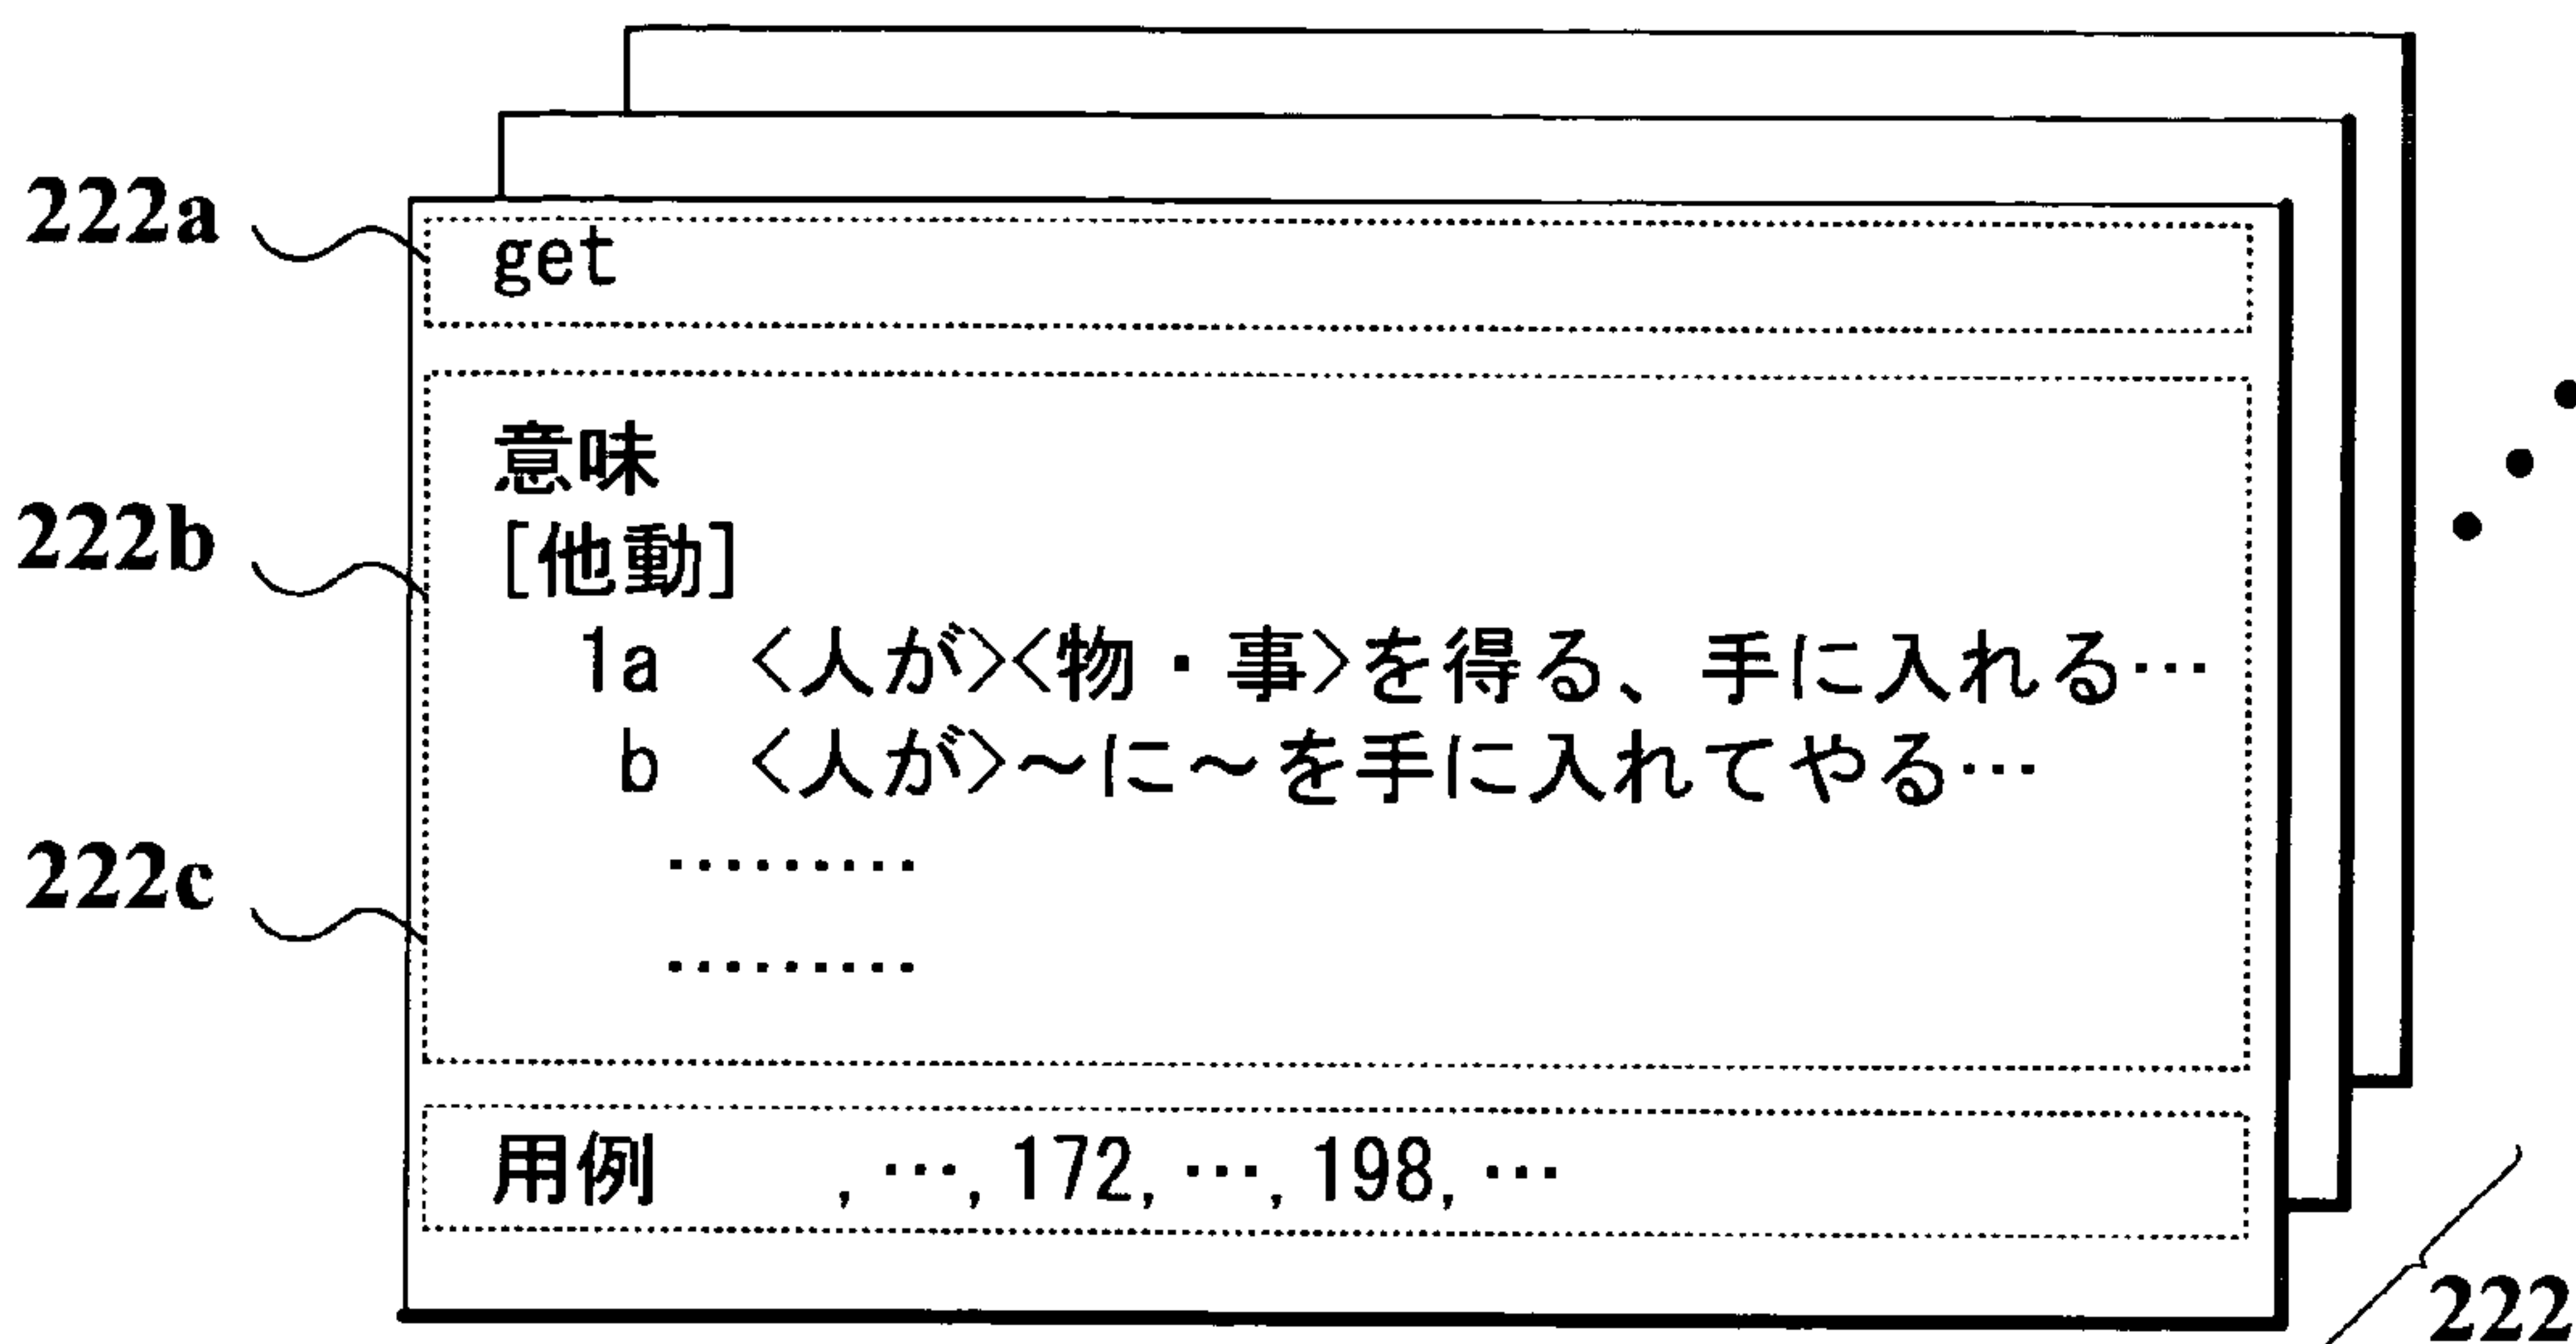 222a
get
222b
意味
[他動]
1a <人が><物・事>を得る、手に入れる…
b <人が>~に~を手に入れてやる…
………
222c
………
用例 ,…,172,…,198,…
222